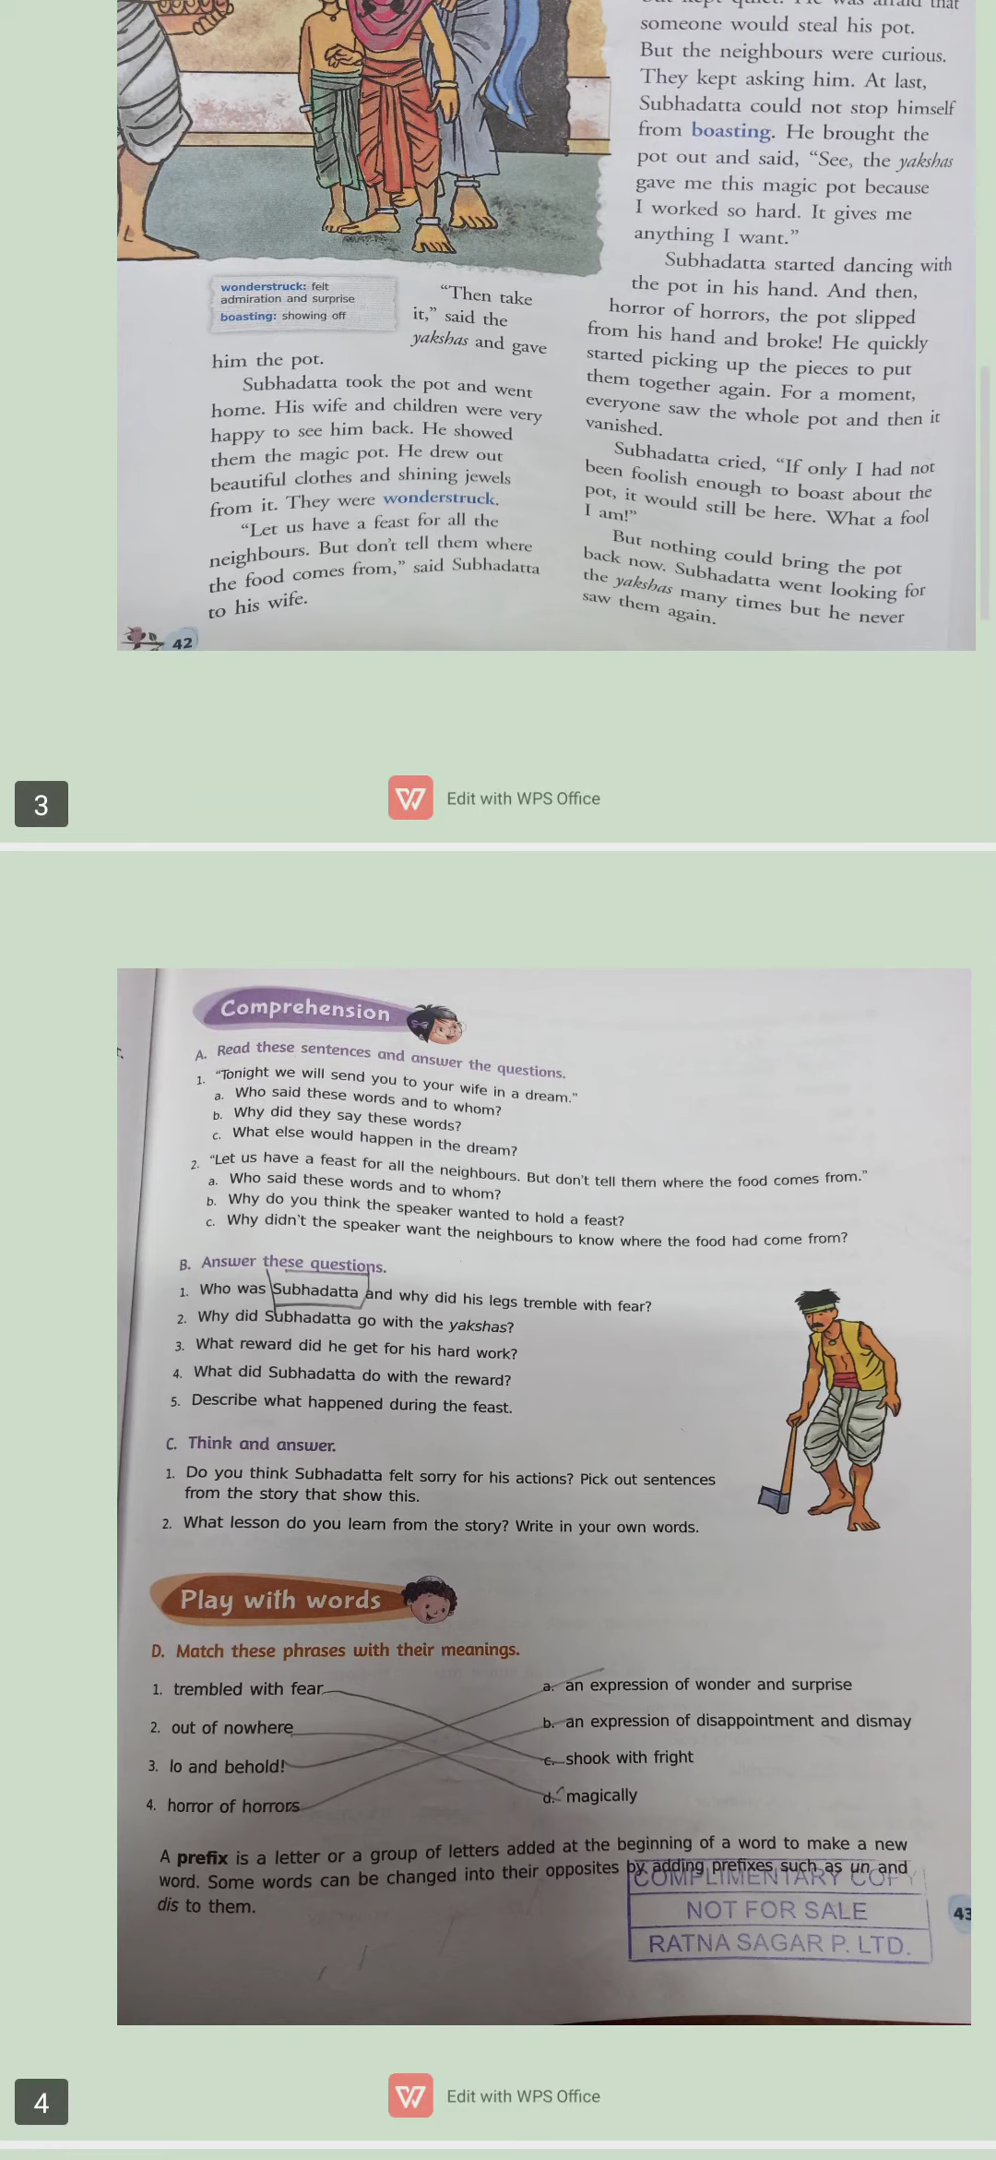 but kept quiet. He was afraid that
someone would steal his pot.
But the neighbours were curious.
They kept asking him. At last,
Subhadatta could not stop himself
from boasting. He brought the
pot out and said, “See, the yakshas
gave me this magic pot because
I worked so hard. It gives me
anything I want.”
Subhadatta started dancing with
the pot in his hand. And then,
horror of horrors, the pot slipped
from his hand and broke! He quickly
started picking up the pieces to put
them together again. For a moment,
everyone saw the whole pot and then it
vanished.
Subhadatta cried, “If only I had not
been foolish enough to boast about the
pot, it would still be here. What a fool
I am!”
But nothing could bring the pot
back now. Subhadatta went looking for
the yakshas many times but he never
saw them again.
wonderstruck: felt
admiration and surprise
boasting: showing off
“Then take
it,” said the
yakshas and gave
him the pot.
Subhadatta took the pot and went
home. His wife and children were very
happy to see him back. He showed
them the magic pot. He drew out
beautiful clothes and shining jewels
from it. They were wonderstruck.
“Let us have a feast for all the
neighbours. But don’t tell them where
the food comes from,” said Subhadatta
to his wife.
42
3
Edit with WPS Office
Comprehension
A. Read these sentences and answer the questions.
1. “Tonight we will send you to your wife in a dream.”
a. Who said these words and to whom?
b. Why did they say these words?
c. What else would happen in the dream?
2. “Let us have a feast for all the neighbours. But don’t tell them where the food comes from.”
a. Who said these words and to whom?
b. Why do you think the speaker wanted to hold a feast?
c. Why didn’t the speaker want the neighbours to know where the food had come from?
B. Answer these questions.
1. Who was Subhadatta and why did his legs tremble with fear?
2. Why did Subhadatta go with the yakshas?
3. What reward did he get for his hard work?
4. What did Subhadatta do with the reward?
5. Describe what happened during the feast.
C. Think and answer.
1. Do you think Subhadatta felt sorry for his actions? Pick out sentences
from the story that show this.
2. What lesson do you learn from the story? Write in your own words.
Play with words
D. Match these phrases with their meanings.
1. trembled with fear
a. an expression of wonder and surprise
2. out of nowhere
b. an expression of disappointment and dismay
3. lo and behold!
c. shook with fright
4. horror of horrors
d. magically
A prefix is a letter or a group of letters added at the beginning of a word to make a new
word. Some words can be changed into their opposites by adding prefixes such as un and
dis to them.
COMPLIMENTARY COPY
NOT FOR SALE
RATNA SAGAR P. LTD.
43
4
Edit with WPS Office